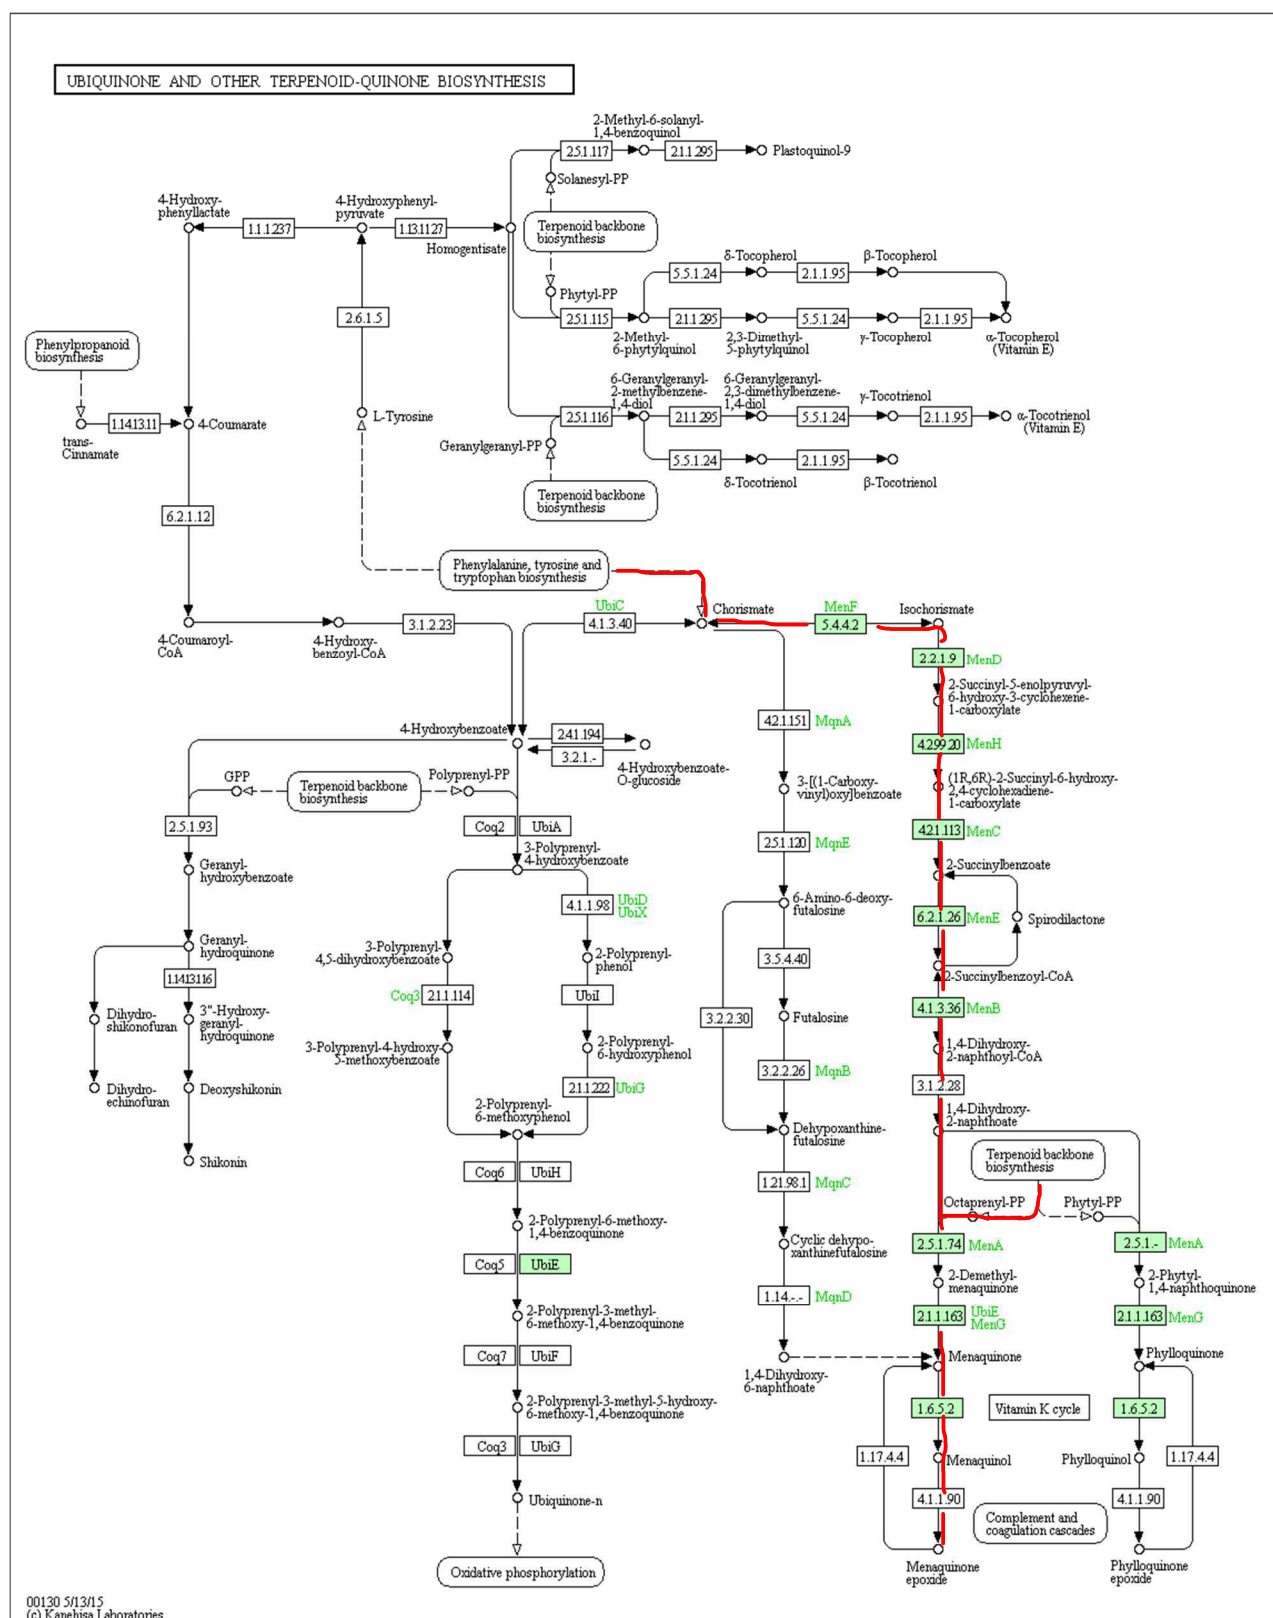 UBIQUINONE AND OTHER TERPENOID-QUINONE BIOSYNTHESIS
2-Methyl-6-solanyl-
1,4-benzoquinol
2.5.1.117
2.1.1.295
Plastoquinol-9
Solanesyl-PP
4-Hydroxy-
phenyllactate
4-Hydroxyphenyl-
pyruvate
1.1.1.237
1.13.11.27
Homogentisate
Terpenoid backbone
biosynthesis
δ-Tocopherol
β-Tocopherol
5.5.1.24
2.1.1.95
Phytyl-PP
2.6.1.5
2.5.1.115
2.1.1.295
5.5.1.24
2.1.1.95
2-Methyl-
6-phytylquinol
2,3-Dimethyl-
5-phytylquinol
γ-Tocopherol
α-Tocopherol
(Vitamin E)
Phenylpropanoid
biosynthesis
6-Geranylgeranyl-
2-methylbenzene-
1,4-diol
6-Geranylgeranyl-
2,3-dimethylbenzene-
1,4-diol
γ-Tocotrienol
L-Tyrosine
2.5.1.116
2.1.1.295
5.5.1.24
2.1.1.95
α-Tocotrienol
(Vitamin E)
1.14.13.11
4-Coumarate
trans-
Cinnamate
Geranylgeranyl-PP
5.5.1.24
2.1.1.95
δ-Tocotrienol
β-Tocotrienol
Terpenoid backbone
biosynthesis
6.2.1.12
Phenylalanine, tyrosine and
tryptophan biosynthesis
UbiC
Chorismate
MenF
Isochorismate
4.1.3.40
5.4.4.2
3.1.2.23
4-Coumaroyl-
CoA
4-Hydroxy-
benzoyl-CoA
2.2.1.9
MenD
2-Succinyl-5-enolpyruvyl-
6-hydroxy-3-cyclohexene-
1-carboxylate
4.2.1.151
MqnA
4-Hydroxybenzoate
2.4.1.194
3.2.1.-
4-Hydroxybenzoate-
O-glucoside
4.2.99.20
MenH
GPP
Terpenoid backbone
biosynthesis
Polyprenyl-PP
3-[(1-Carboxy-
vinyl)oxy]benzoate
(1R,6R)-2-Succinyl-6-hydroxy-
2,4-cyclohexadiene-
1-carboxylate
2.5.1.93
Coq2
UbiA
2.5.1.120
MqnE
4.2.1.113
MenC
3-Polyprenyl-
4-hydroxybenzoate
Geranyl-
hydroxybenzoate
2-Succinylbenzoate
4.1.1.98
UbiD
UbiX
6-Amino-6-deoxy-
futalosine
6.2.1.26
MenE
Spirodilactone
Geranyl-
hydroquinone
3-Polyprenyl-
4,5-dihydroxybenzoate
2-Polyprenyl-
phenol
3.5.4.40
2-Succinylbenzoyl-CoA
1.14.13.116
Coq3
2.1.1.114
UbiI
4.1.3.36
MenB
Dihydro-
shikonofuran
3"-Hydroxy-
geranyl-
hydroquinone
3.2.2.30
Futalosine
3-Polyprenyl-4-hydroxy-
5-methoxybenzoate
2-Polyprenyl-
6-hydroxyphenol
1,4-Dihydroxy-
2-naphthoyl-CoA
3.2.2.26
MqnB
3.1.2.28
Dihydro-
echinofuran
Deoxyshikonin
2.1.1.222
UbiG
2-Polyprenyl-
6-methoxyphenol
1,4-Dihydroxy-
2-naphthoate
Dehypoxanthine-
futalosine
Shikonin
Terpenoid backbone
biosynthesis
Coq6
UbiH
1.21.98.1
MqnC
Octaprenyl-PP
Phytyl-PP
2-Polyprenyl-6-methoxy-
1,4-benzoquinone
Cyclic dehypo-
xanthinefutalosine
2.5.1.74
MenA
2.5.1.-
MenA
Coq5
UbiE
2-Demethyl-
menaquinone
2-Phytyl-
1,4-naphthoquinone
1.14.-.-
MqnD
2-Polyprenyl-3-methyl-
6-methoxy-1,4-benzoquinone
2.1.1.163
UbiE
MenG
2.1.1.163
MenG
Coq7
UbiF
Menaquinone
Phylloquinone
1,4-Dihydroxy-
6-naphthoate
2-Polyprenyl-3-methyl-5-hydroxy-
6-methoxy-1,4-benzoquinone
1.6.5.2
Vitamin K cycle
1.6.5.2
Coq3
UbiG
1.17.4.4
Menaquinol
Phylloquinol
1.17.4.4
Ubiquinone-n
4.1.1.90
4.1.1.90
Complement and
coagulation cascades
Oxidative phosphorylation
Menaquinone
epoxide
Phylloquinone
epoxide
00130 5/13/15
(c) Kanehisa Laboratories